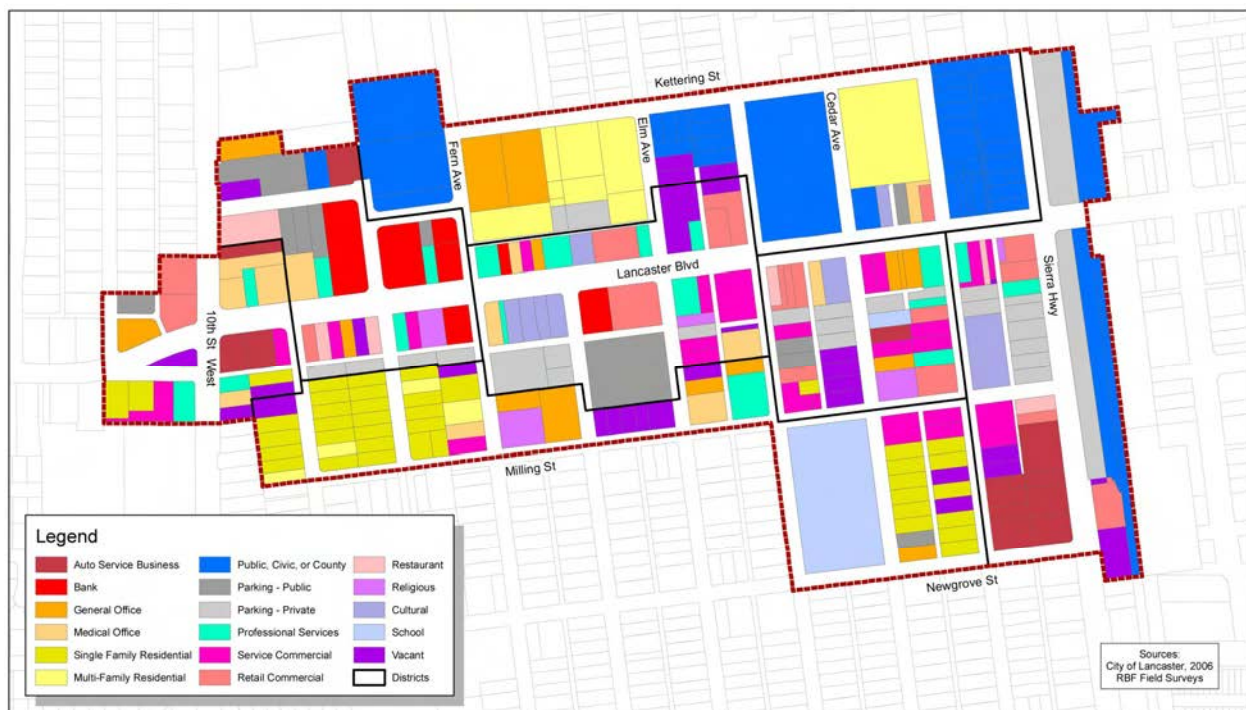 Kettering St
Cedar Ave
Elm Ave
Fern Ave
Lancaster Blvd
Sierra Hwy
10th St West
Milling St
Newgrove St
Legend
Auto Service Business
Bank
General Office
Medical Office
Single Family Residential
Multi-Family Residential
Public, Civic, or County
Parking - Public
Parking - Private
Professional Services
Service Commercial
Retail Commercial
Restaurant
Religious
Cultural
School
Vacant
Districts
Sources:
City of Lancaster, 2006
RBF Field Surveys